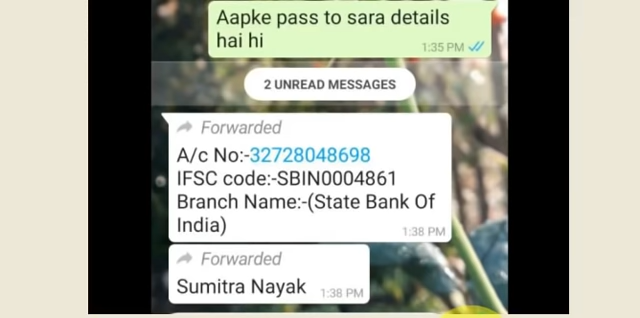 Aapke pass to sara details
hai hi
1:35 PM
2 UNREAD MESSAGES
Forwarded
A/c No:-32728048698
IFSC code:-SBIN0004861
Branch Name:-(State Bank Of
India)
1:38 PM
Forwarded
Sumitra Nayak 1:38 PM